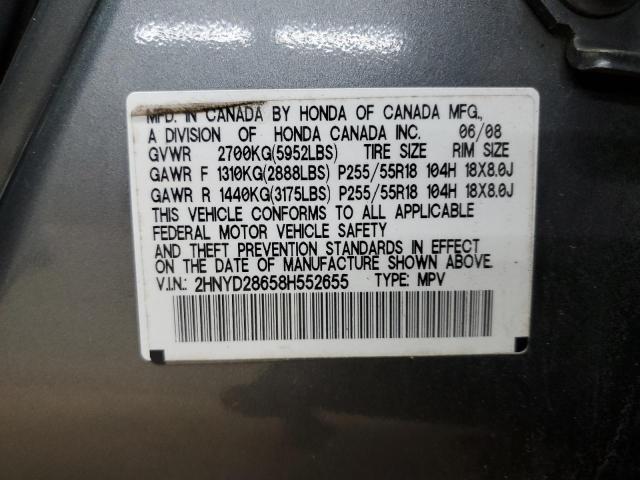 MFD. IN CANADA BY HONDA OF CANADA MFG.,
A DIVISION OF HONDA CANADA INC. 06/08
GVWR 2700KG(5952LBS) TIRE SIZE RIM SIZE
GAWR F 1310KG(2888LBS) P255/55R18 104H 18X8.0J
GAWR R 1440KG(3175LBS) P255/55R18 104H 18X8.0J
THIS VEHICLE CONFORMS TO ALL APPLICABLE
FEDERAL MOTOR VEHICLE SAFETY
AND THEFT PREVENTION STANDARDS IN EFFECT
ON THE DATE OF MANUFACTURE SHOWN ABOVE.
V.I.N.: 2HNYD28658H552655 TYPE: MPV